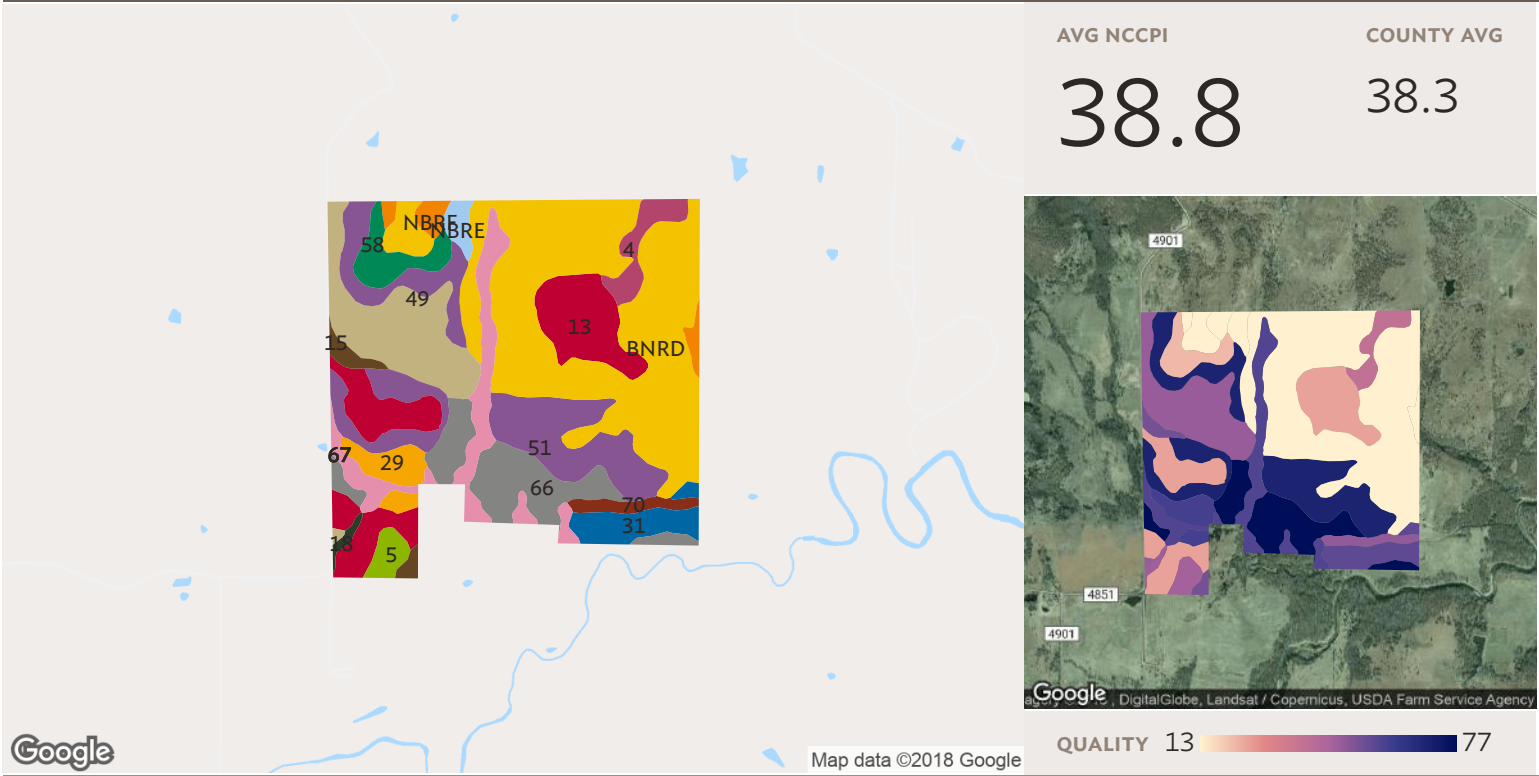 AVG NCCPI
COUNTY AVG
38.8
38.3
NBRE
NBRE
58
4
49
13
15
BNRD
51
67
29
66
70
31
18
5
Google
Map data ©2018 Google
4901
4851
4901
Google
, DigitalGlobe, Landsat / Copernicus, USDA Farm Service Agency
QUALITY 13 77